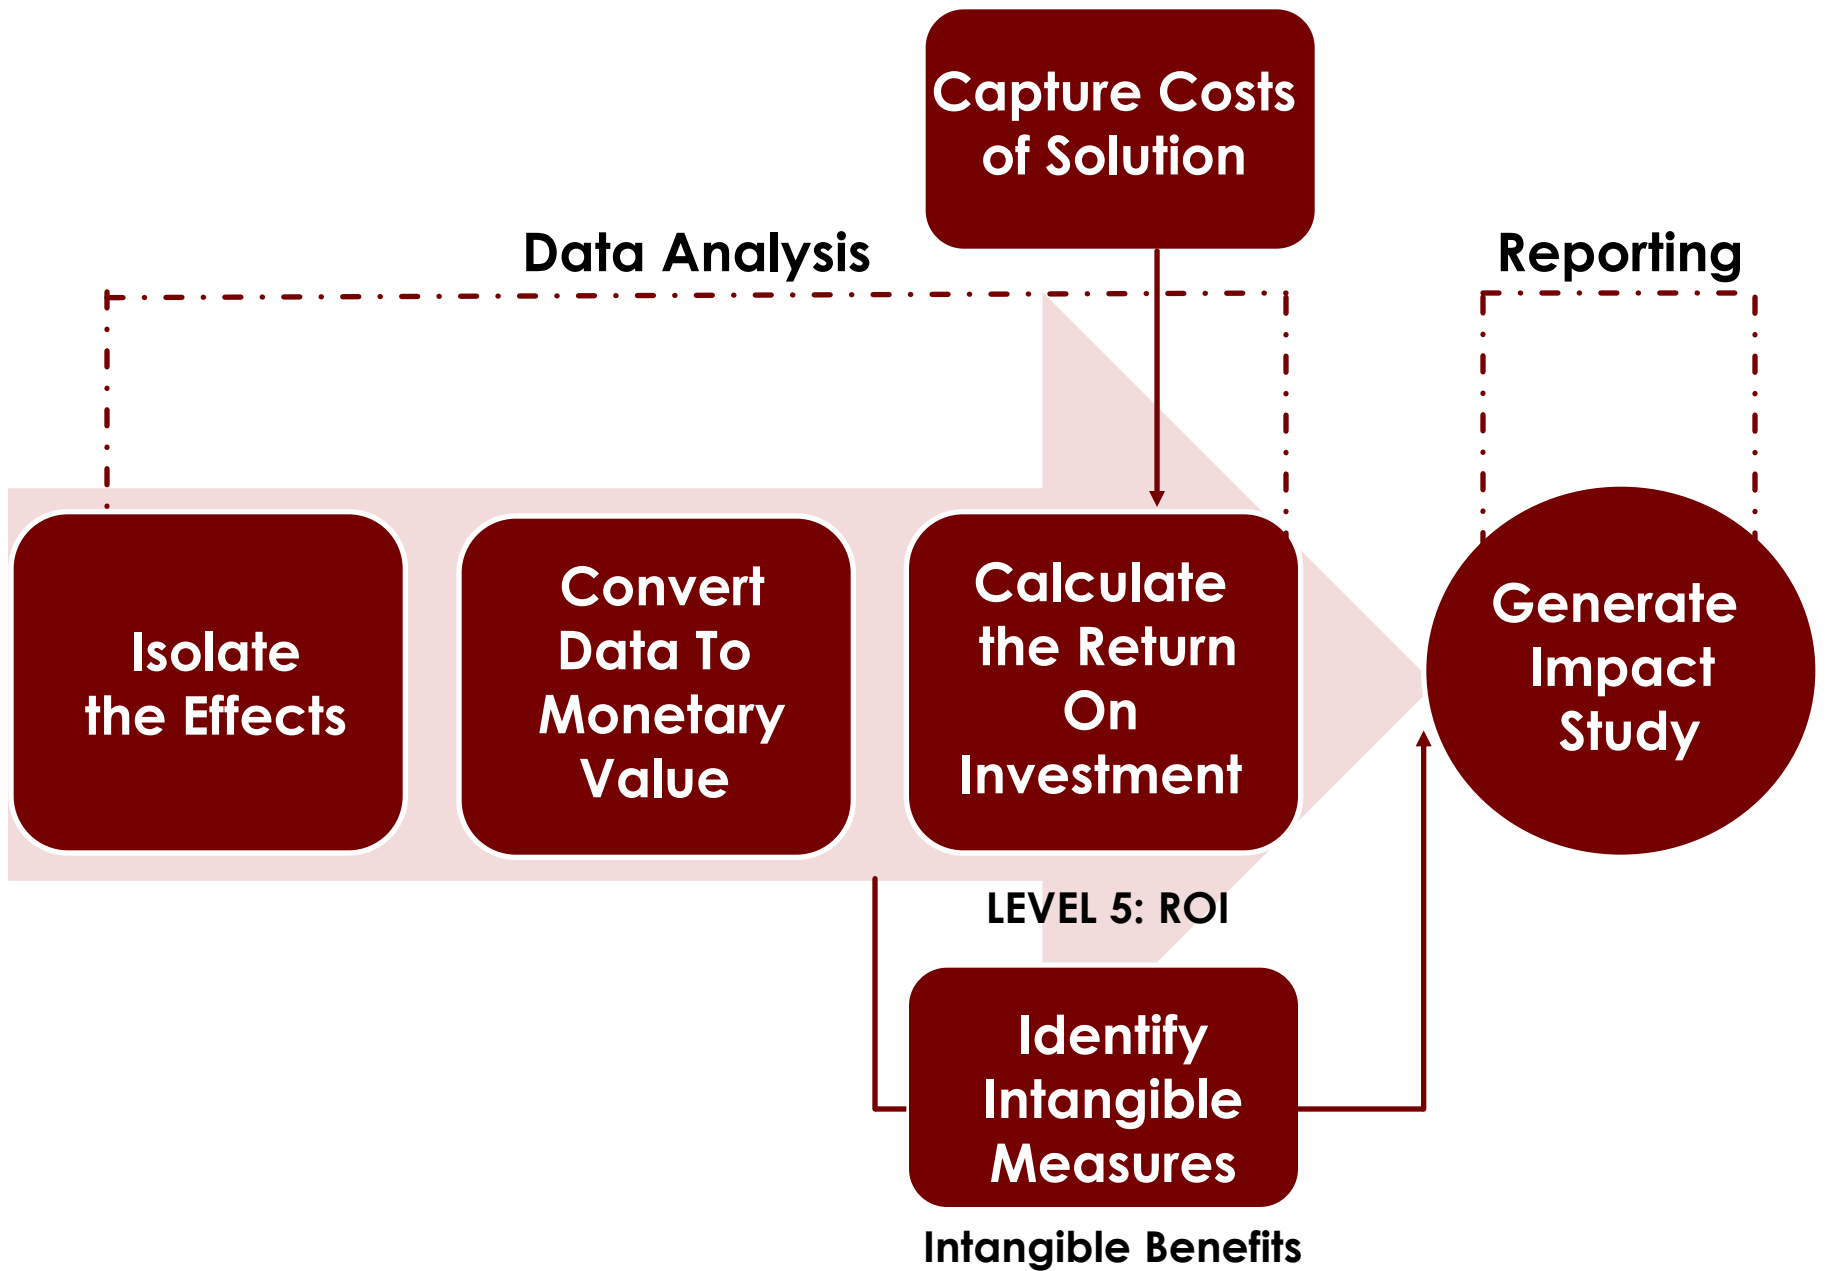 Capture Costs
of Solution
Data Analysis
Reporting
Isolate
the Effects
Convert
Data To
Monetary
Value
Calculate
the Return
On
Investment
Generate
Impact
Study
LEVEL 5: ROI
Identify
Intangible
Measures
Intangible Benefits